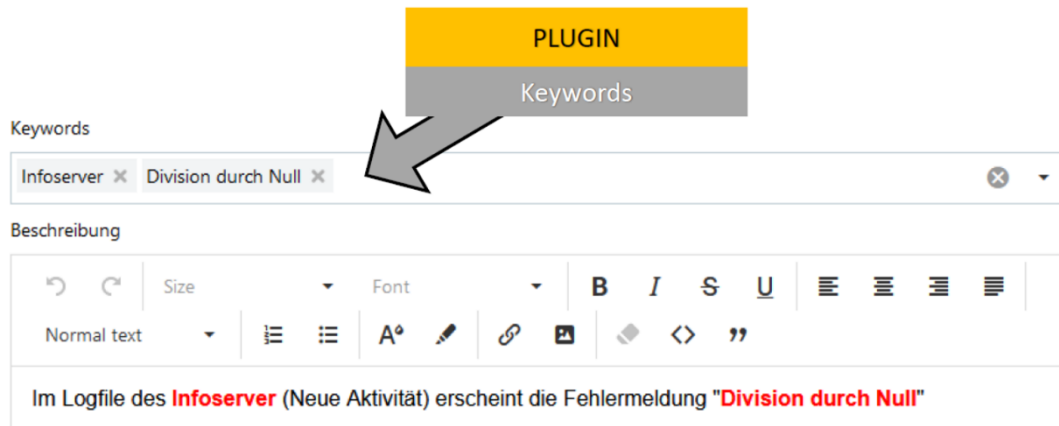 PLUGIN
Keywords
Keywords
Infoserver × Division durch Null ×
Beschreibung
Size Font B I S U
Normal text A <> ”
Im Logfile des Infoserver (Neue Aktivität) erscheint die Fehlermeldung "Division durch Null"